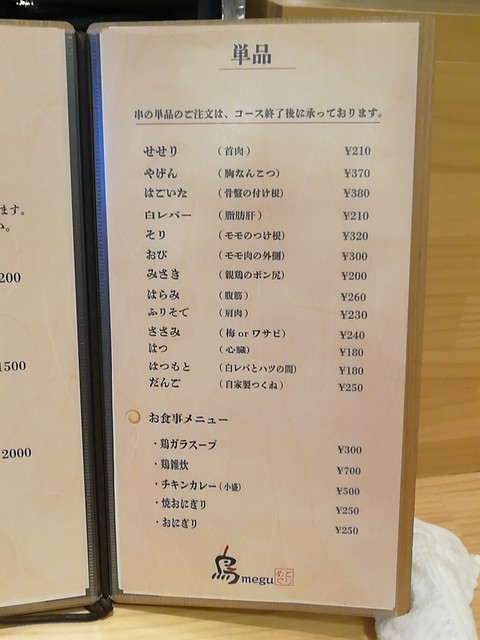 単品
串の単品のご注文は、コース終了後に承っております。
せせり （首肉） ¥210
やげん （胸なんこつ） ¥370
はごいた （骨盤の付け根） ¥380
白レバー （脂肪肝） ¥210
そり （モモのつけ根） ¥320
おび （モモ肉の外側） ¥300
みさき （親鶏のボン尻） ¥200
はらみ （腹筋） ¥260
ふりそで （肩肉） ¥230
ささみ （梅 or ワサビ） ¥240
はつ （心臓） ¥180
はつもと （白レバとハツの間） ¥180
だんご （自家製つくね） ¥250
お食事メニュー
・鶏ガラスープ ¥300
・鶏雑炊 ¥700
・チキンカレー（小盛） ¥500
・焼おにぎり ¥250
・おにぎり ¥250
鳥 megu
ます。
い。
200
1500
2000